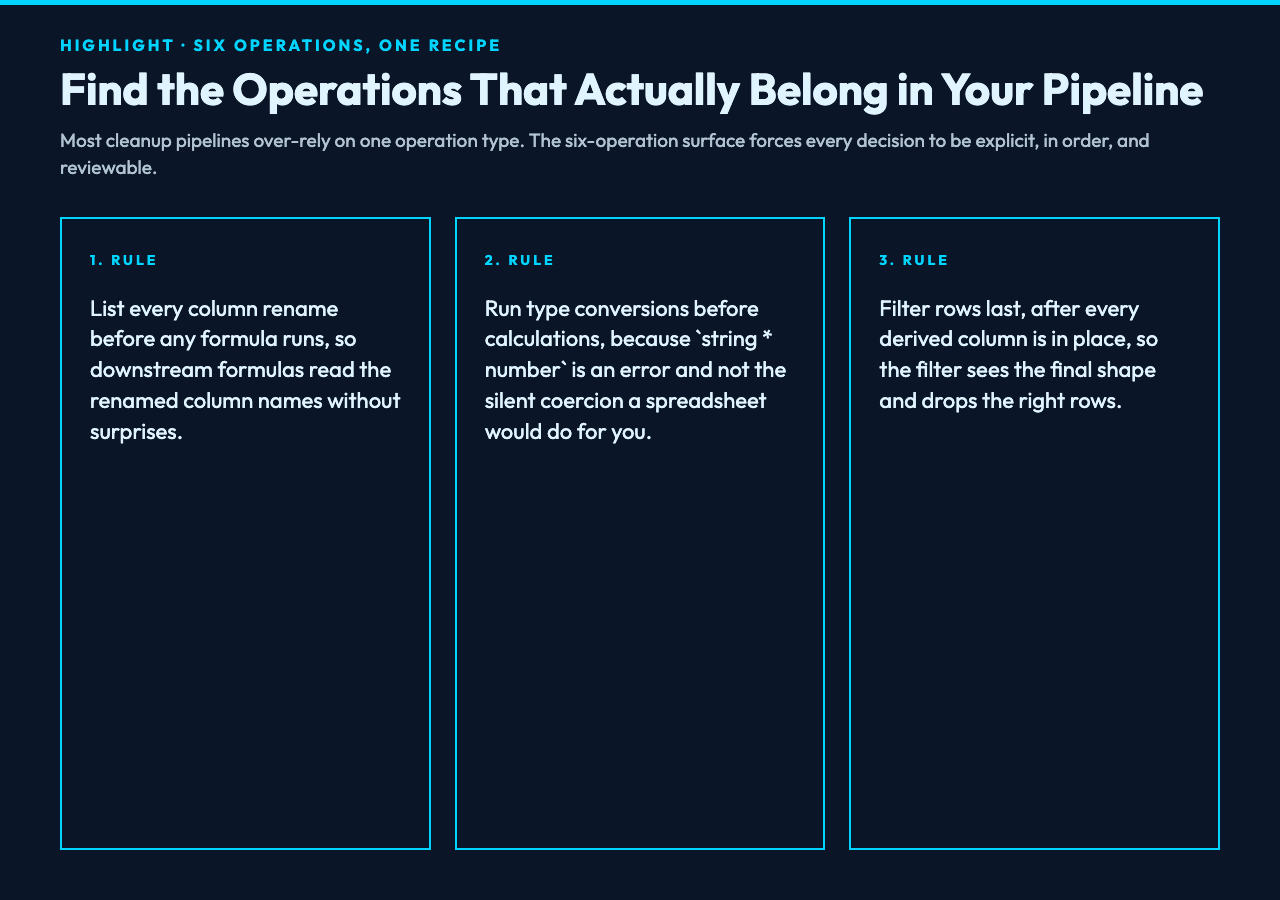 HIGHLIGHT · SIX OPERATIONS, ONE RECIPE
Find the Operations That Actually Belong in Your Pipeline
Most cleanup pipelines over-rely on one operation type. The six-operation surface forces every decision to be explicit, in order, and
reviewable.
1. RULE
List every column rename
before any formula runs, so
downstream formulas read the
renamed column names without
surprises.
2. RULE
Run type conversions before
calculations, because `string *
number` is an error and not the
silent coercion a spreadsheet
would do for you.
3. RULE
Filter rows last, after every
derived column is in place, so
the filter sees the final shape
and drops the right rows.